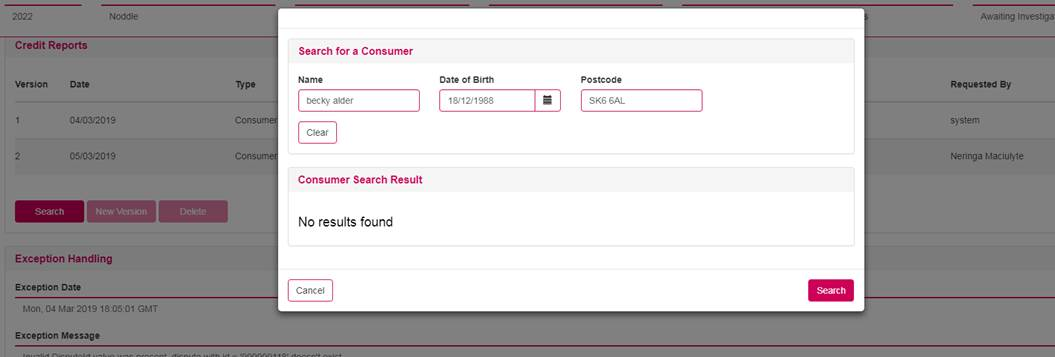 2022 Noddle Awaiting Investiga
Credit Reports
Search for a Consumer
Name Date of Birth Postcode
Version Date Type Requested By
becky alder 18/12/1988 SK6 6AL
1 04/03/2019 Consumer system
Clear
2 05/03/2019 Consumer Neringa Maciulyte
Consumer Search Result
Search New Version Delete
No results found
Exception Handling
Exception Date
Cancel Search
Mon, 04 Mar 2019 18:05:01 GMT
Exception Message